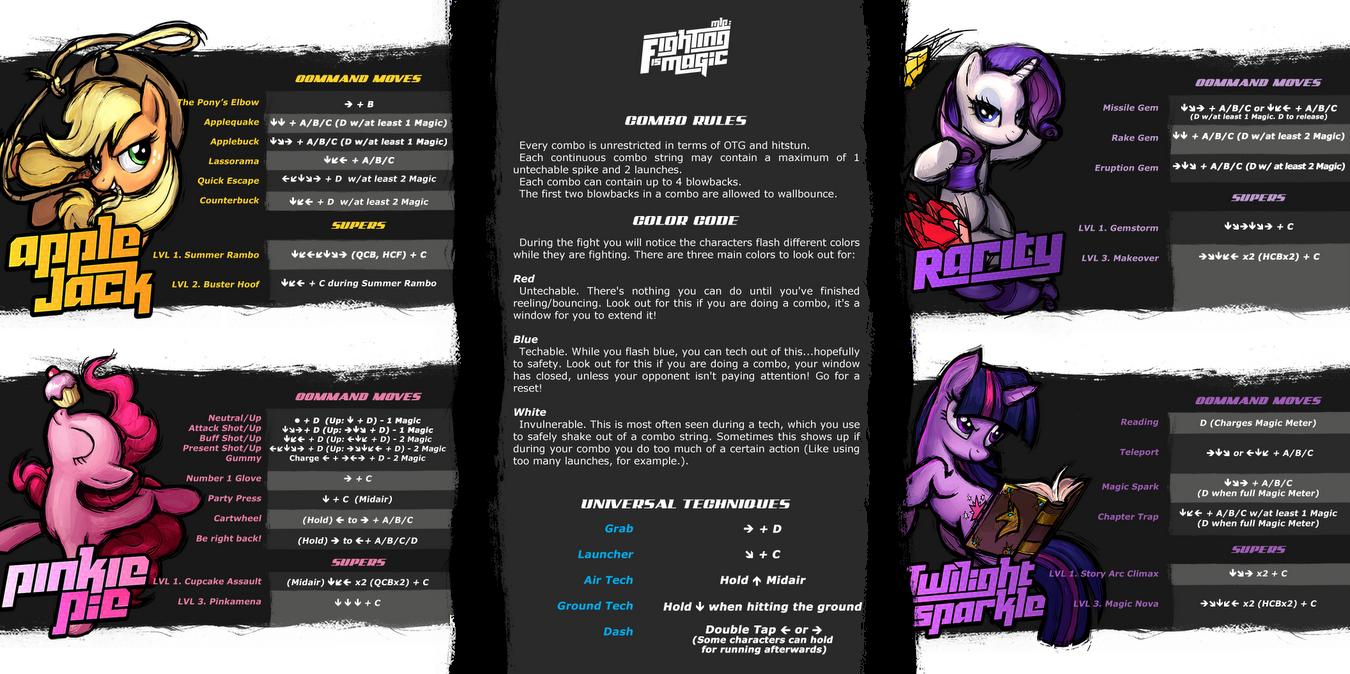 COMMAND MOVES
The Pony's Elbow → + B
Applequake ↓↓ + A/B/C (D w/at least 1 Magic)
Applebuck ↓↘→ + A/B/C (D w/at least 1 Magic)
Lassorama ↓↙← + A/B/C
Quick Escape ←↙↓↘→ + D w/at least 2 Magic
Counterbuck ↓↙← + D w/at least 2 Magic
SUPERS
LVL 1. Summer Rambo ↓↙←↙↓↘→ (QCB, HCF) + C
LVL 2. Buster Hoof ↓↙← + C during Summer Rambo
apple
Jack
COMMAND MOVES
Neutral/Up ● + D (Up: ↓ + D) - 1 Magic
Attack Shot/Up ↓↘→+ D (Up: →↓↘ + D) - 1 Magic
Buff Shot/Up ↓↙← + D (Up: ←↓↙ + D) - 2 Magic
Present Shot/Up ←↙↓↘→ + D (Up: →↘↓↙← + D) - 2 Magic
Gummy Charge ← + →←→ + D - 2 Magic
Number 1 Glove → + C
Party Press ↓ + C (Midair)
Cartwheel (Hold) ← to → + A/B/C
Be right back! (Hold) → to ←+ A/B/C/D
SUPERS
LVL 1. Cupcake Assault (Midair) ↓↙← x2 (QCBx2) + C
LVL 3. Pinkamena ↓↓↓ + C
pinkie
pie
mlp:
Fighting
is magic
COMBO RULES
Every combo is unrestricted in terms of OTG and hitstun.
Each continuous combo string may contain a maximum of 1
untechable spike and 2 launches.
Each combo can contain up to 4 blowbacks.
The first two blowbacks in a combo are allowed to wallbounce.
COLOR CODE
During the fight you will notice the characters flash different colors
while they are fighting. There are three main colors to look out for:
Red
Untechable. There's nothing you can do until you've finished
reeling/bouncing. Look out for this if you are doing a combo, it's a
window for you to extend it!
Blue
Techable. While you flash blue, you can tech out of this...hopefully
to safety. Look out for this if you are doing a combo, your window
has closed, unless your opponent isn't paying attention! Go for a
reset!
White
Invulnerable. This is most often seen during a tech, which you use
to safely shake out of a combo string. Sometimes this shows up if
during your combo you do too much of a certain action (Like using
too many launches, for example.).
UNIVERSAL TECHNIQUES
Grab → + D
Launcher ↘ + C
Air Tech Hold ↑ Midair
Ground Tech Hold ↓ when hitting the ground
Dash Double Tap ← or →
(Some characters can hold
for running afterwards)
COMMAND MOVES
Missile Gem ↓↘→ + A/B/C or ↓↙← + A/B/C
(D w/at least 1 Magic. D to release)
Rake Gem ↓↓ + A/B/C (D w/at least 2 Magic)
Eruption Gem →↓↘ + A/B/C (D w/ at least 2 Magic)
SUPERS
LVL 1. Gemstorm ↓↘→↓↘→ + C
LVL 3. Makeover →↘↓↙← x2 (HCBx2) + C
Rarity
COMMAND MOVES
Reading D (Charges Magic Meter)
Teleport →↓↘ or ←↓↙ + A/B/C
Magic Spark ↓↘→ + A/B/C
(D when full Magic Meter)
Chapter Trap ↓↙← + A/B/C w/at least 1 Magic
(D when full Magic Meter)
SUPERS
LVL 1. Story Arc Climax ↓↘→ x2 + C
LVL 3. Magic Nova →↘↓↙← x2 (HCBx2) + C
Twilight
sparkle